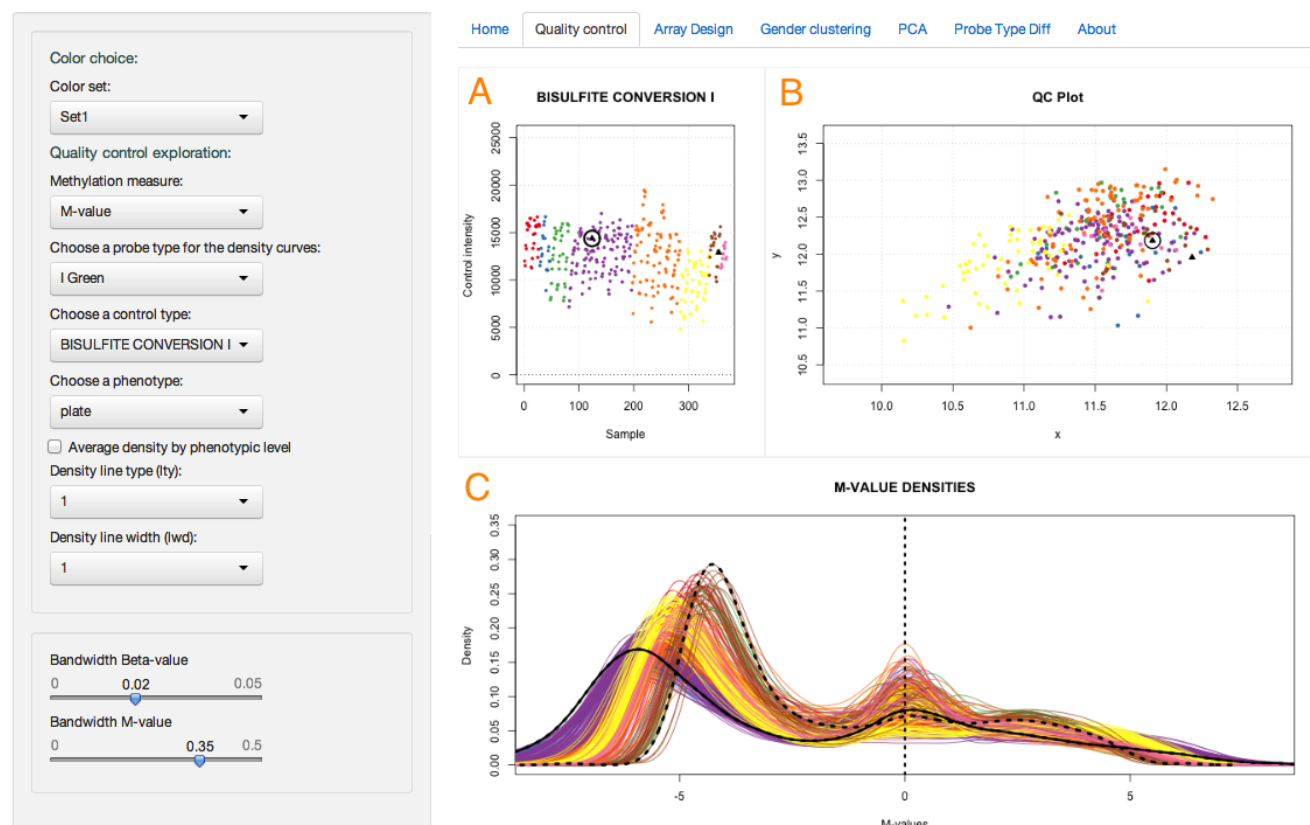 Home Quality control Array Design Gender clustering PCA Probe Type Diff About
Color choice:
Color set:
Set1
Quality control exploration:
Methylation measure:
M-value
Choose a probe type for the density curves:
I Green
Choose a control type:
BISULFITE CONVERSION I
Choose a phenotype:
plate
Average density by phenotypic level
Density line type (lty):
1
Density line width (lwd):
1
Bandwidth Beta-value
0 0.02 0.05
Bandwidth M-value
0 0.35 0.5
A
BISULFITE CONVERSION I
Control intensity
25000
20000
15000
10000
5000
0
0 100 200 300
Sample
B
QC Plot
y
13.5
13.0
12.5
12.0
11.5
11.0
10.5
10.0 10.5 11.0 11.5 12.0 12.5
x
C
M-VALUE DENSITIES
Density
0.35
0.30
0.25
0.20
0.15
0.10
0.05
0.00
-5 0 5
M-values